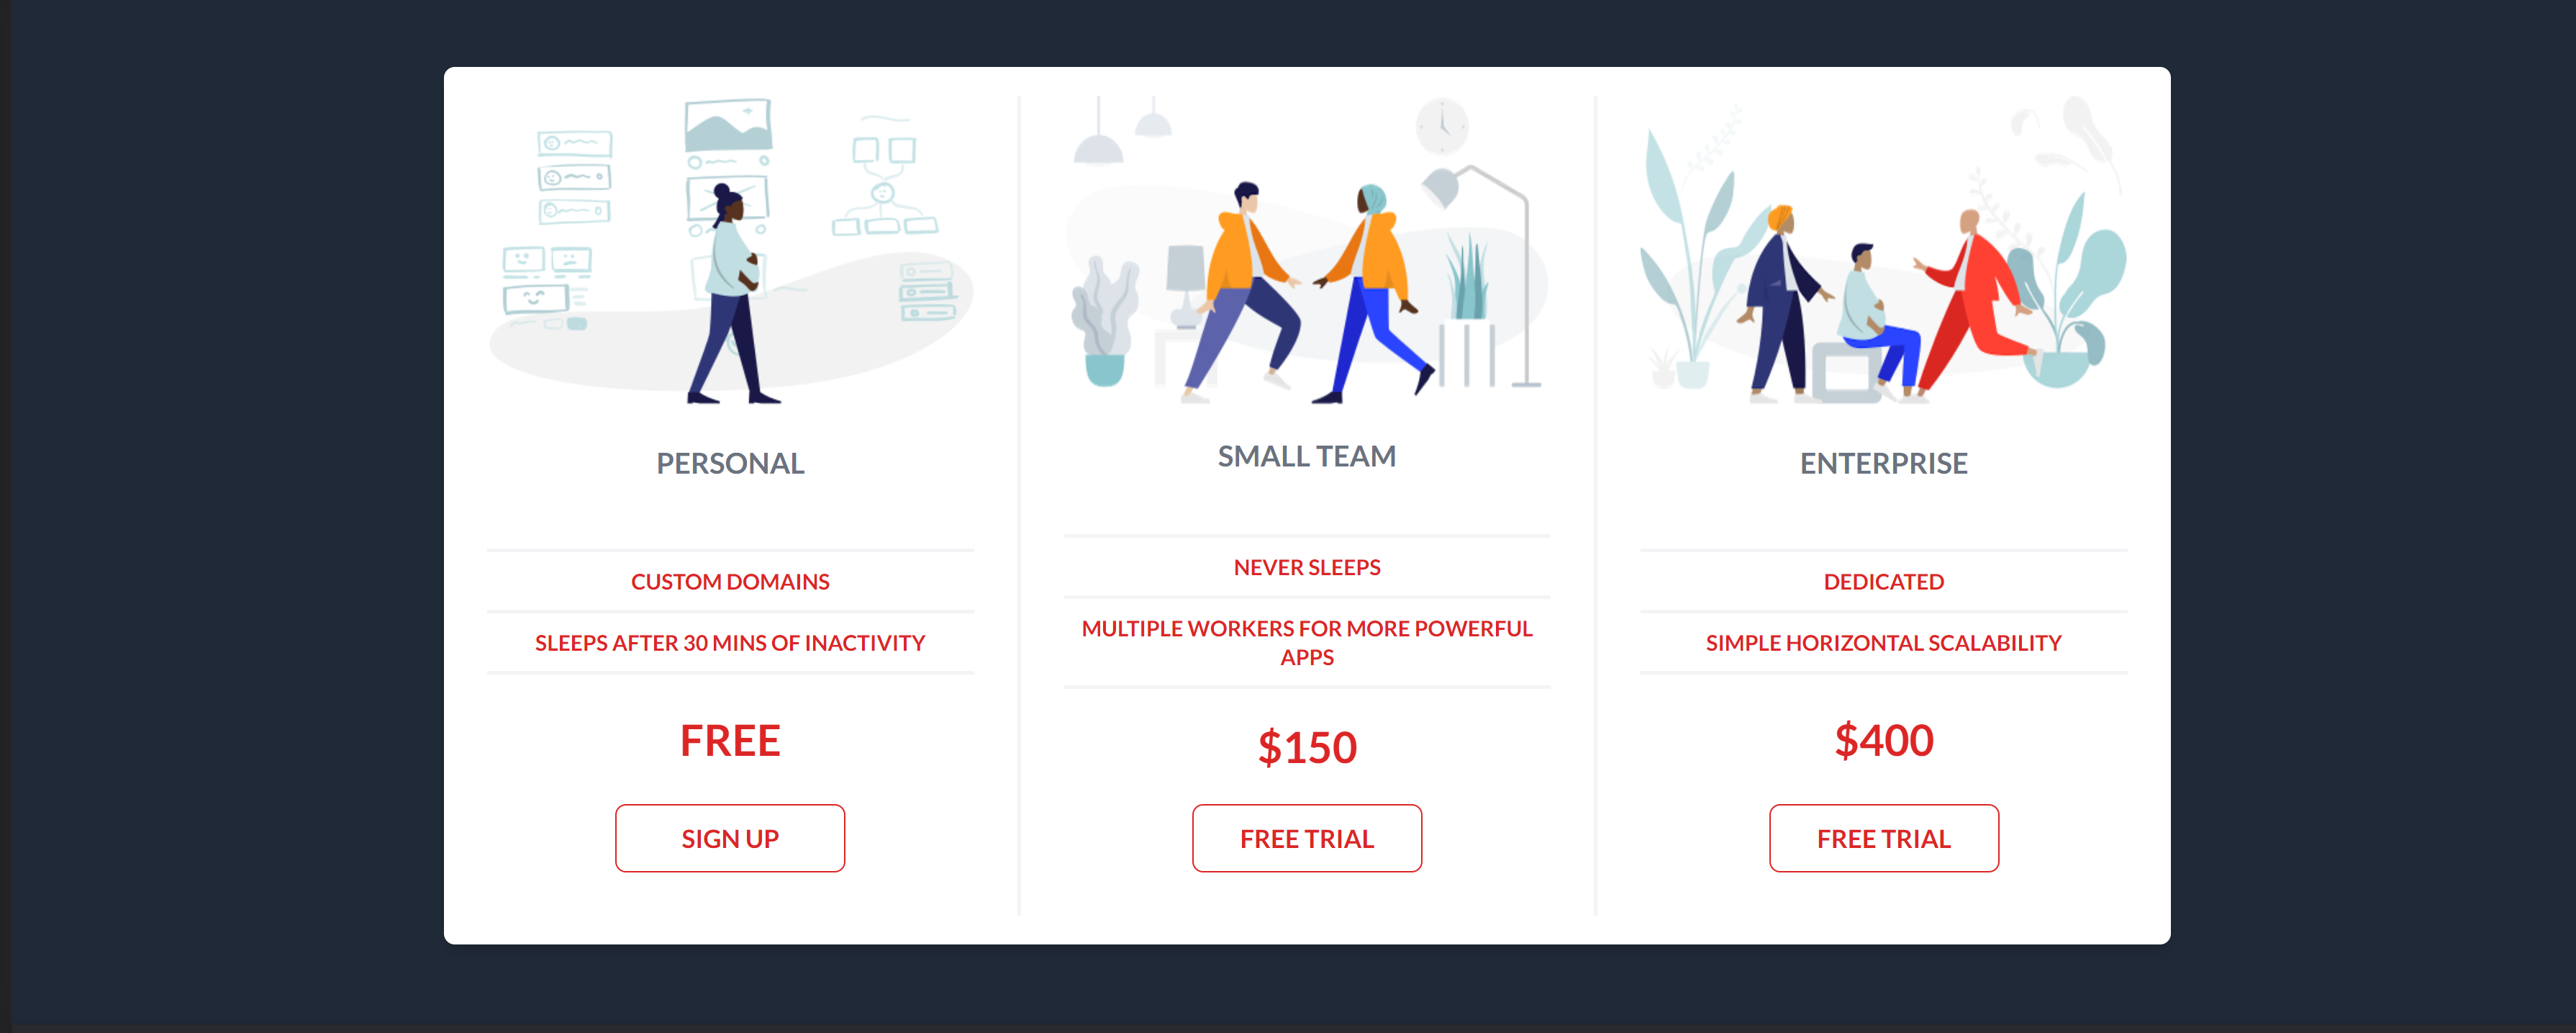 PERSONAL
CUSTOM DOMAINS
SLEEPS AFTER 30 MINS OF INACTIVITY
FREE
SIGN UP
SMALL TEAM
NEVER SLEEPS
MULTIPLE WORKERS FOR MORE POWERFUL
APPS
$150
FREE TRIAL
ENTERPRISE
DEDICATED
SIMPLE HORIZONTAL SCALABILITY
$400
FREE TRIAL